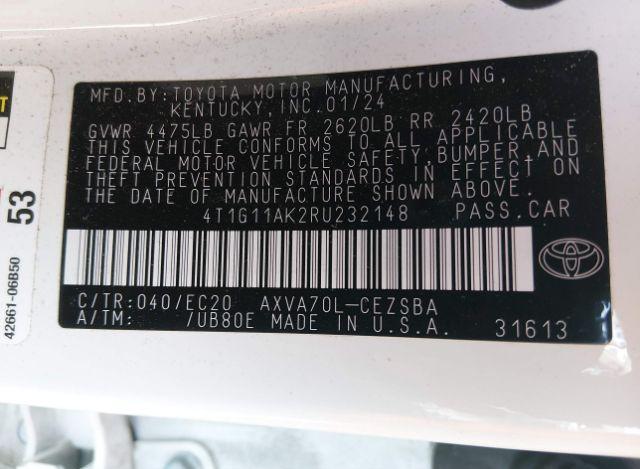 MFD. BY: TOYOTA MOTOR MANUFACTURING,
KENTUCKY, INC. 01/24
GVWR 4475LB GAWR FR 2620LB RR 2420LB
THIS VEHICLE CONFORMS TO ALL APPLICABLE
FEDERAL MOTOR VEHICLE SAFETY, BUMPER, AND
THEFT PREVENTION STANDARDS IN EFFECT ON
THE DATE OF MANUFACTURE SHOWN ABOVE.
4T1G11AK2RU232148 PASS. CAR
C/TR: 040/EC20 AXVA70L-CEZSBA
A/TM: /UB80E MADE IN U.S.A. 31613
53
42661-06B50